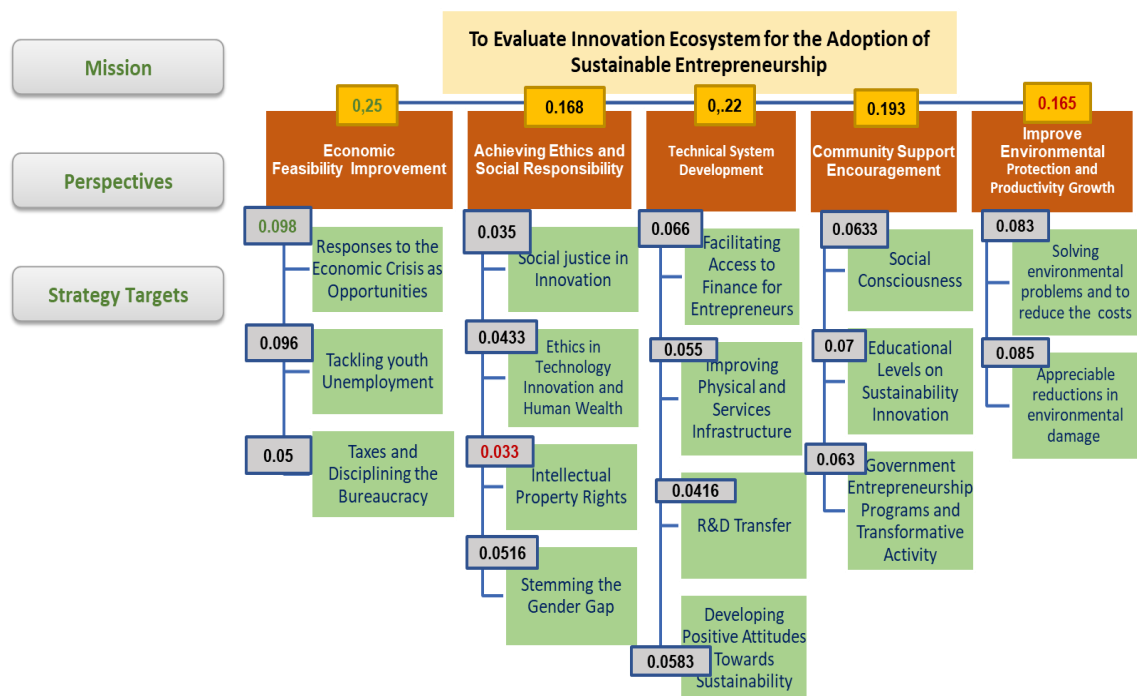 To Evaluate Innovation Ecosystem for the Adoption of
Sustainable Entrepreneurship
Mission
Perspectives
Strategy Targets
0,25
Economic
Feasibility Improvement
0.098
Responses to the
Economic Crisis as
Opportunities
0.096
Tackling youth
Unemployment
0.05
Taxes and
Disciplining the
Bureaucracy
0.168
Achieving Ethics and
Social Responsibility
0.035
Social justice in
Innovation
0.0433
Ethics in
Technology
Innovation and
Human Wealth
0.033
Intellectual
Property Rights
0.0516
Stemming the
Gender Gap
0,.22
Technical System
Development
0.066
Facilitating
Access to
Finance for
Entrepreneurs
0.055
Improving
Physical and
Services
Infrastructure
0.0416
R&D Transfer
0.0583
Developing
Positive Attitudes
Towards
Sustainability
0.193
Community Support
Encouragement
0.0633
Social
Consciousness
0.07
Educational
Levels on
Sustainability
Innovation
0.063
Government
Entrepreneurship
Programs and
Transformative
Activity
0.165
Improve
Environmental
Protection and
Productivity Growth
0.083
Solving
environmental
problems and to
reduce the costs
0.085
Appreciable
reductions in
environmental
damage